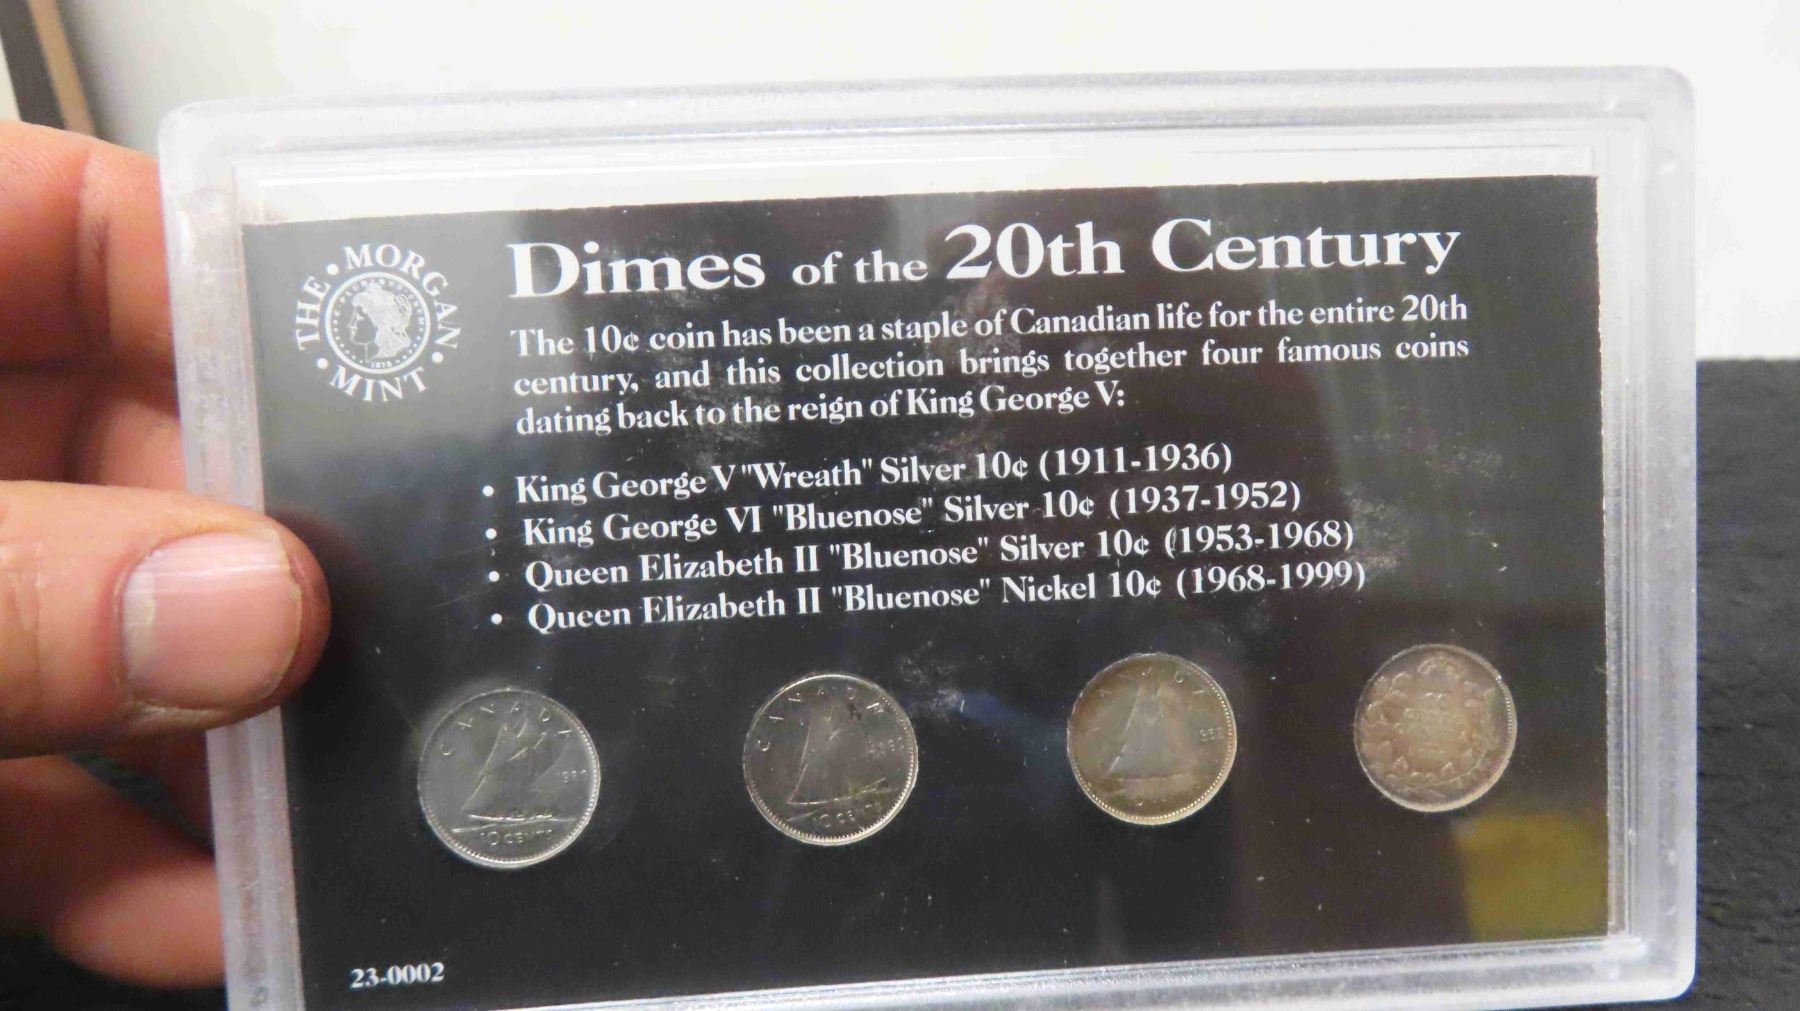 THE • MORGAN • MINT •
Dimes of the 20th Century
The 10¢ coin has been a staple of Canadian life for the entire 20th
century, and this collection brings together four famous coins
dating back to the reign of King George V:
• King George V "Wreath" Silver 10¢ (1911-1936)
• King George VI "Bluenose" Silver 10¢ (1937-1952)
• Queen Elizabeth II "Bluenose" Silver 10¢ (1953-1968)
• Queen Elizabeth II "Bluenose" Nickel 10¢ (1968-1999)
CANADA
10 CENTS
CANADA
10 CENTS
CANADA
23-0002